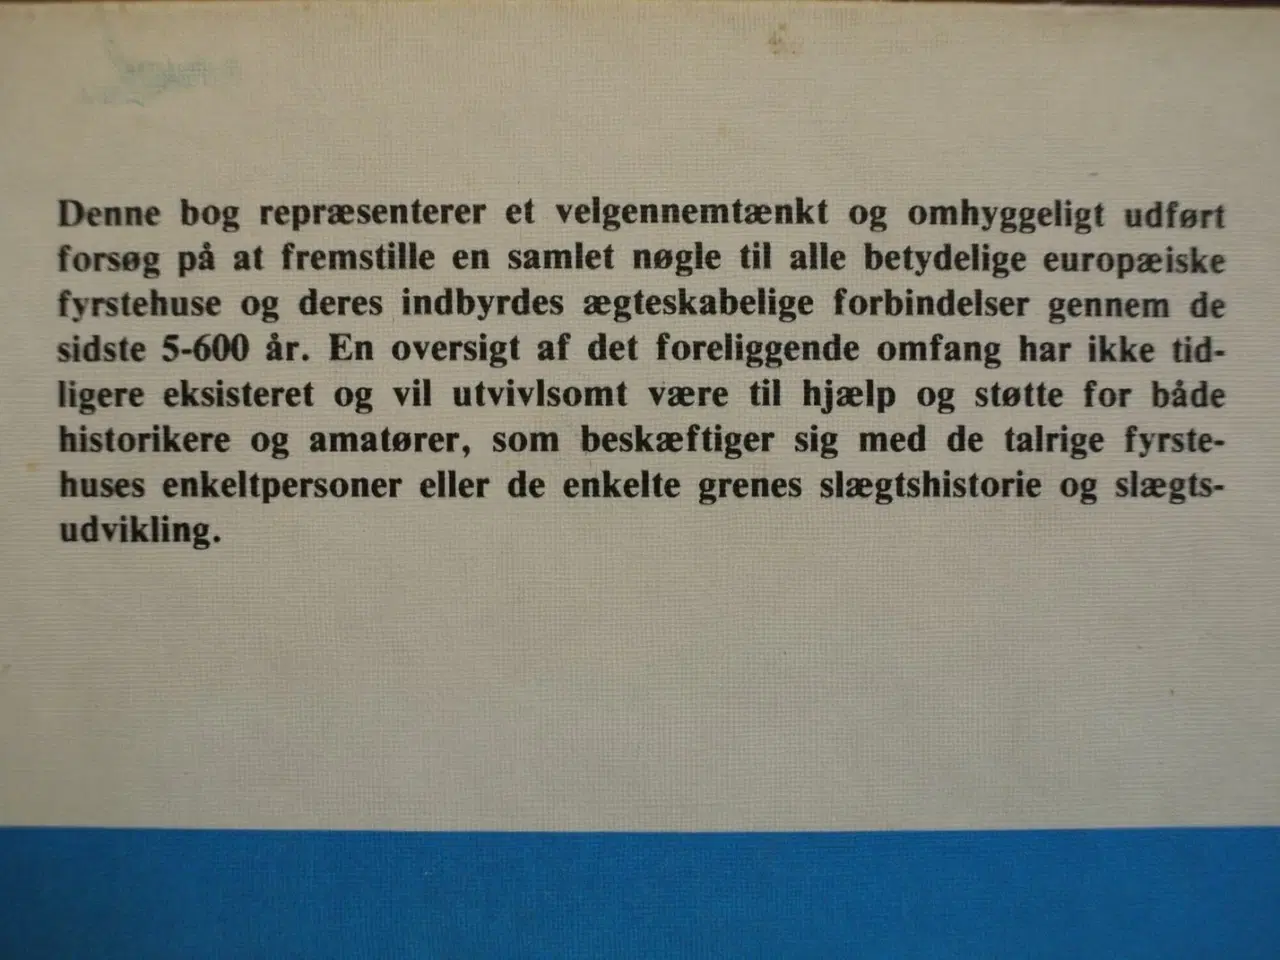 Denne bog repræsenterer et velgennemtænkt og omhyggeligt udført
forsøg på at fremstille en samlet nøgle til alle betydelige europæiske
fyrstehuse og deres indbyrdes ægteskabelige forbindelser gennem de
sidste 5-600 år. En oversigt af det foreliggende omfang har ikke tid-
ligere eksisteret og vil utvivlsomt være til hjælp og støtte for både
historikere og amatører, som beskæftiger sig med de talrige fyrste-
huses enkeltpersoner eller de enkelte grenes slægtshistorie og slægts-
udvikling.